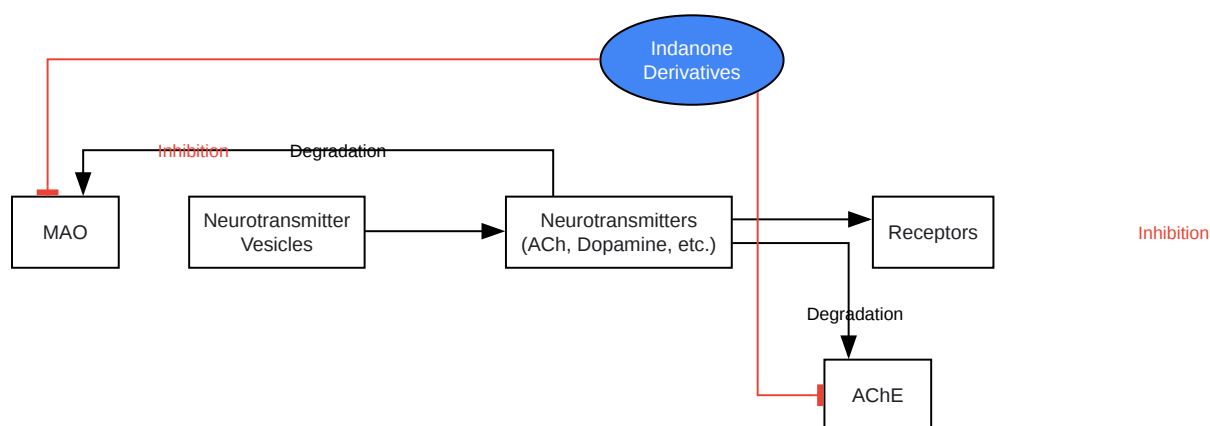 Indanone
Derivatives
Inhibition
Degradation
MAO
Neurotransmitter
Vesicles
Neurotransmitters
(ACh, Dopamine, etc.)
Receptors
Inhibition
Degradation
AChE